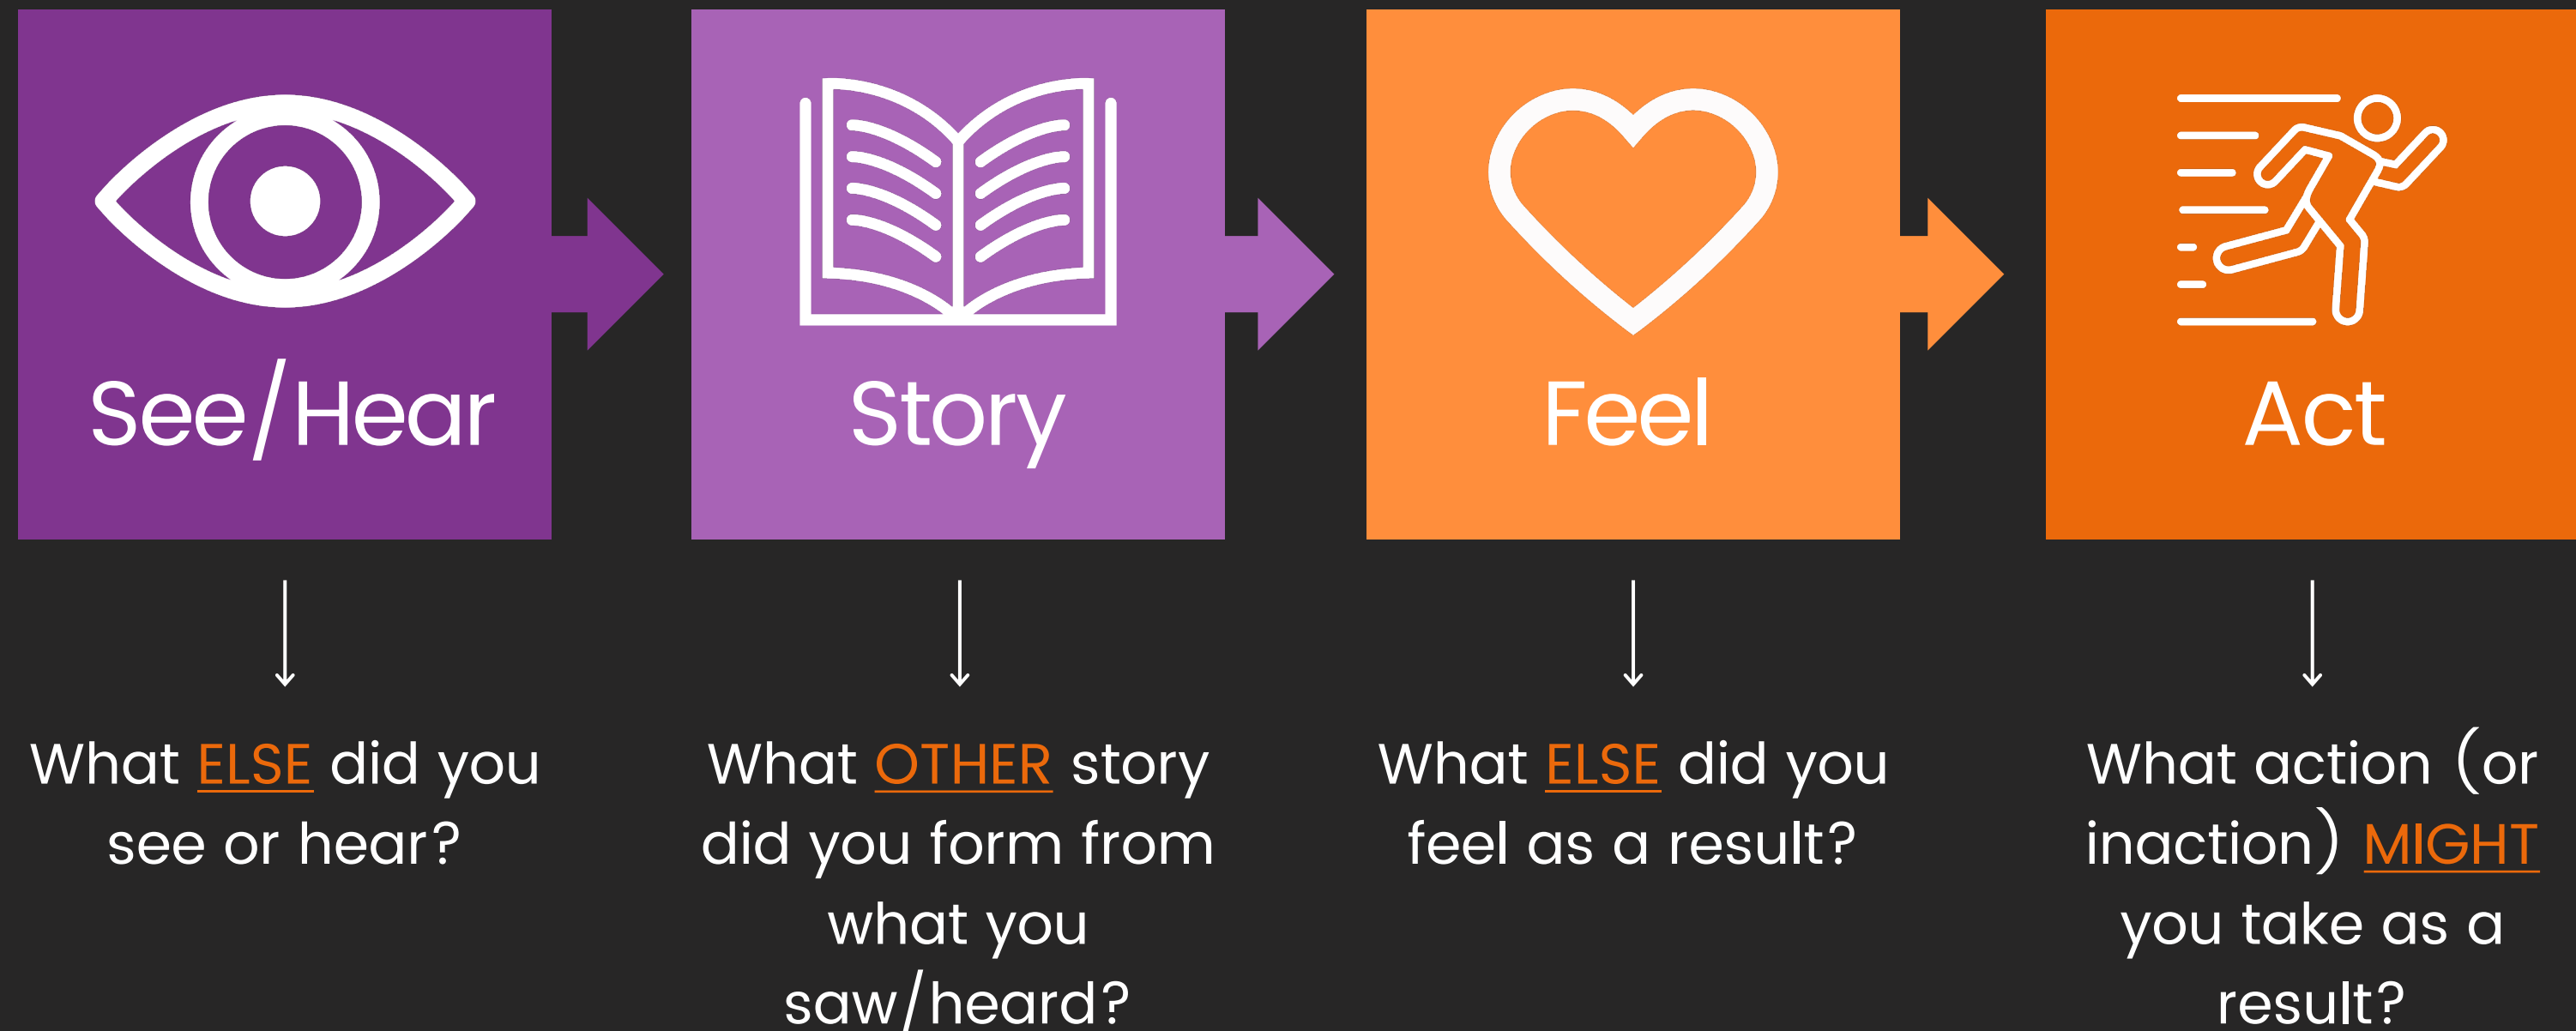 See/Hear
Story
Feel
Act
What ELSE did you
see or hear?
What OTHER story
did you form from
what you
saw/heard?
What ELSE did you
feel as a result?
What action (or
inaction) MIGHT
you take as a
result?